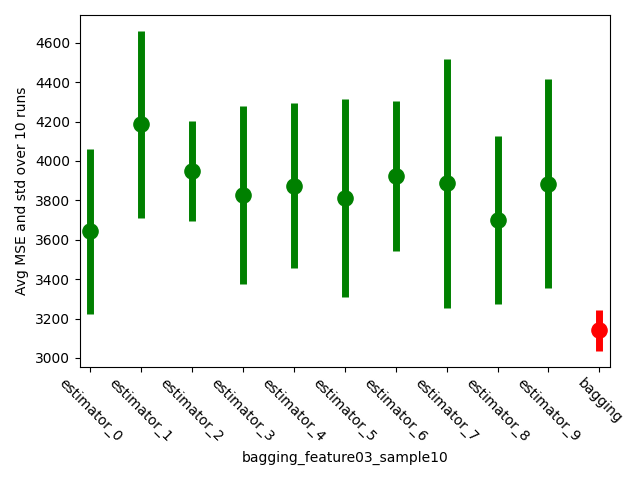 Avg MSE and std over 10 runs
4600
4400
4200
4000
3800
3600
3400
3200
3000
estimator_0
estimator_1
estimator_2
estimator_3
estimator_4
estimator_5
estimator_6
estimator_7
estimator_8
estimator_9
bagging
bagging_feature03_sample10